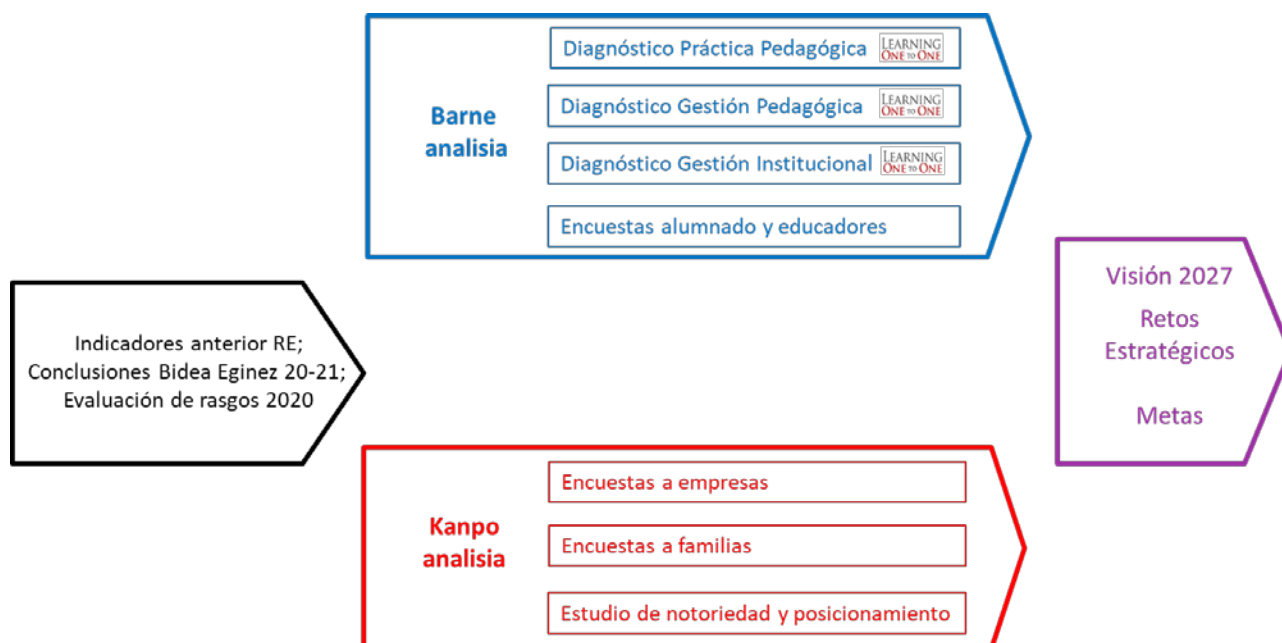 Indicadores anterior RE;
Conclusiones Bidea Eginez 20-21;
Evaluación de rasgos 2020
Barne
analisia
Diagnóstico Práctica Pedagógica
LEARNING
ONE TO ONE
Diagnóstico Gestión Pedagógica
LEARNING
ONE TO ONE
Diagnóstico Gestión Institucional
LEARNING
ONE TO ONE
Encuestas alumnado y educadores
Kanpo
analisia
Encuestas a empresas
Encuestas a familias
Estudio de notoriedad y posicionamiento
Visión 2027
Retos
Estratégicos
Metas